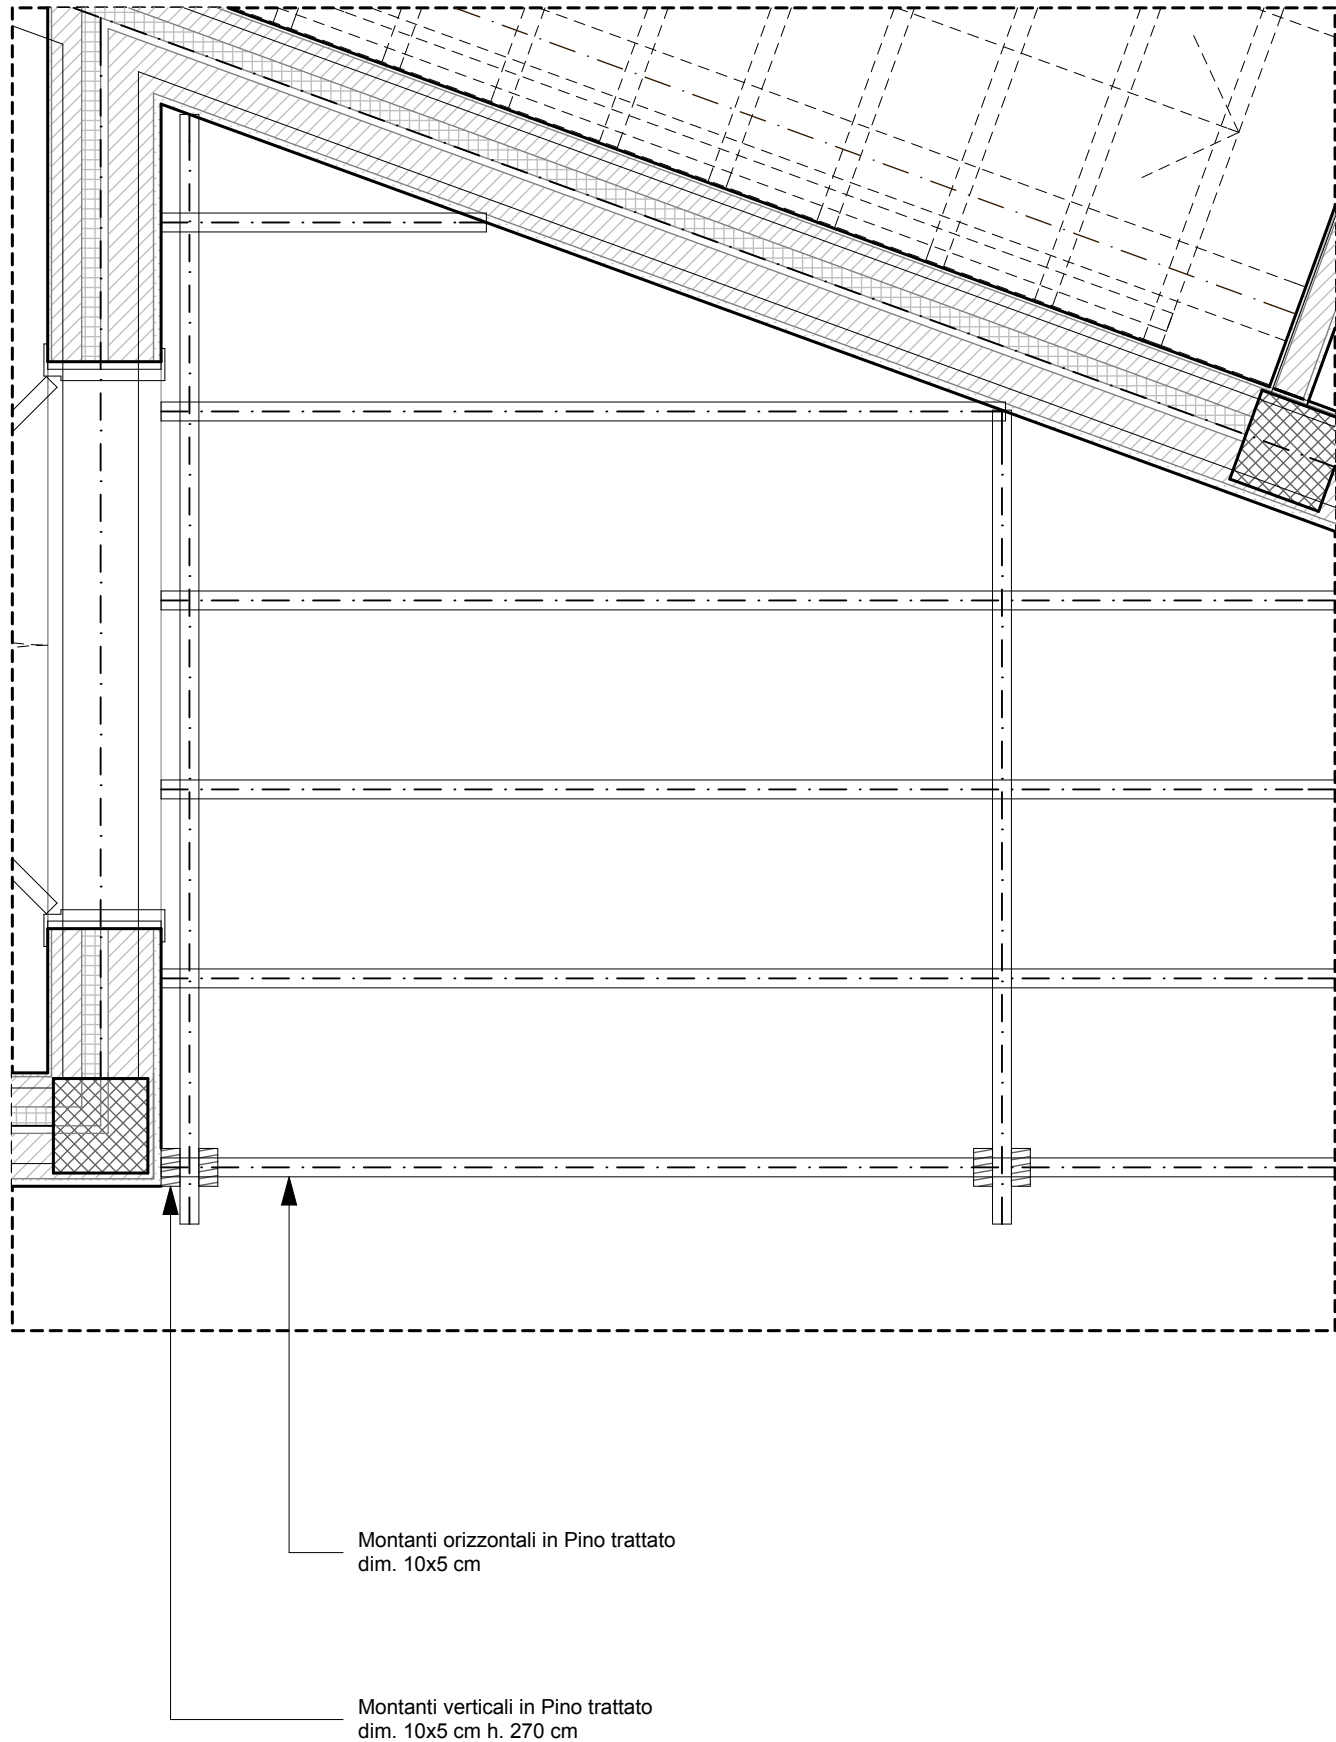 Montanti orizzontali in Pino trattato
dim. 10x5 cm
Montanti verticali in Pino trattato
dim. 10x5 cm h. 270 cm